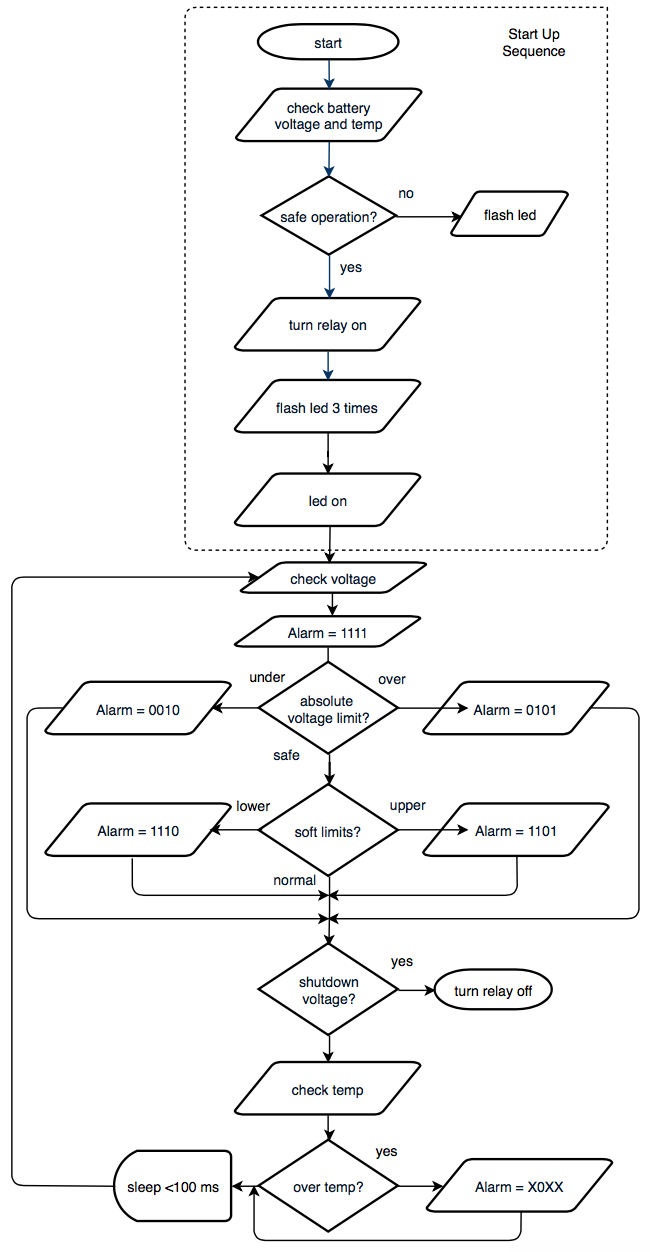 start
Start Up
Sequence
check battery
voltage and temp
no
safe operation?
flash led
yes
turn relay on
flash led 3 times
led on
check voltage
Alarm = 1111
under
over
absolute
voltage limit?
Alarm = 0010
Alarm = 0101
safe
lower
upper
soft limits?
Alarm = 1110
Alarm = 1101
normal
yes
shutdown
voltage?
turn relay off
check temp
yes
sleep <100 ms
over temp?
Alarm = X0XX